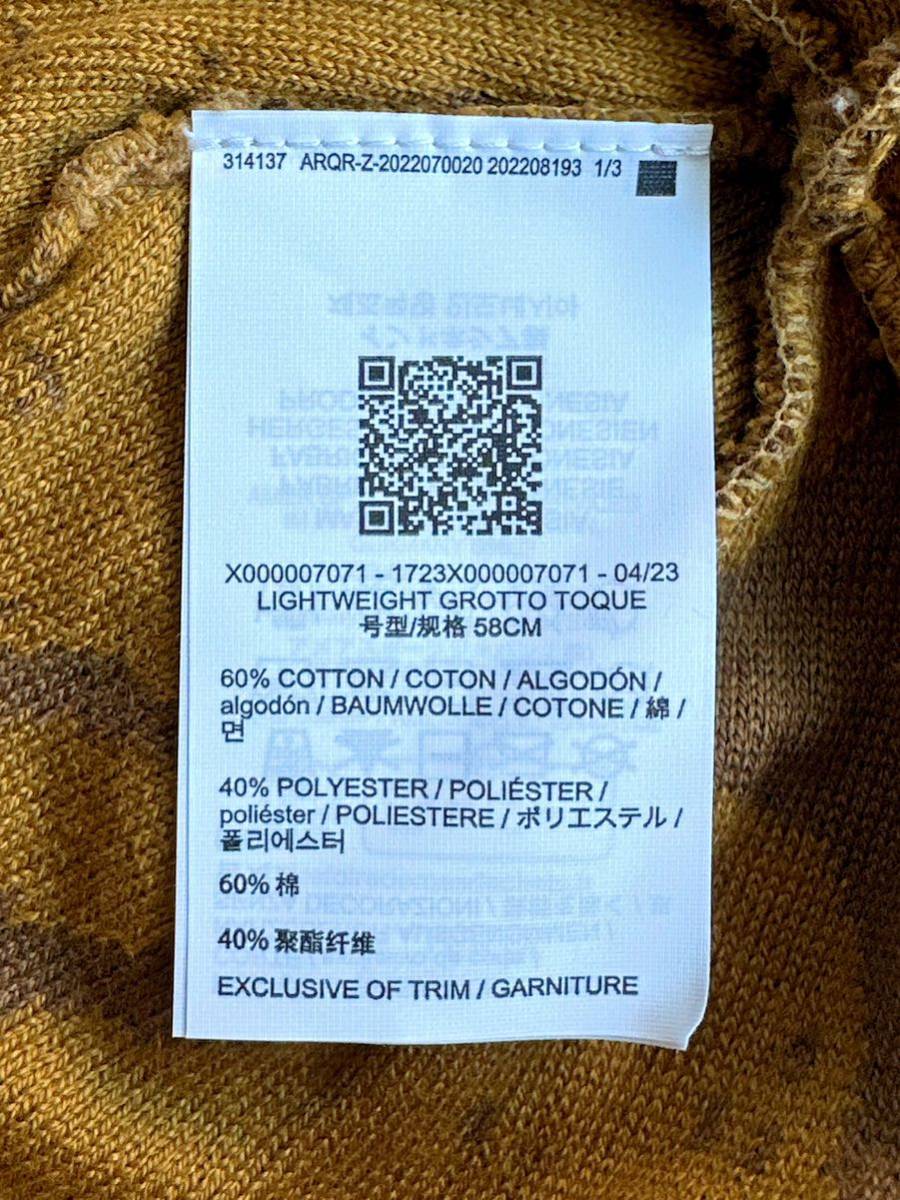 314137 ARQR-Z-2022070020 202208193 1/3
X000007071 - 1723X000007071 - 04/23
LIGHTWEIGHT GROTTO TOQUE
号型/规格 58CM
60% COTTON / COTON / ALGODÓN /
algodón / BAUMWOLLE / COTONE / 綿 /
면
40% POLYESTER / POLIÉSTER /
poliéster / POLIESTERE / ポリエステル /
폴리에스터
60% 棉
40% 聚酯纤维
EXCLUSIVE OF TRIM / GARNITURE